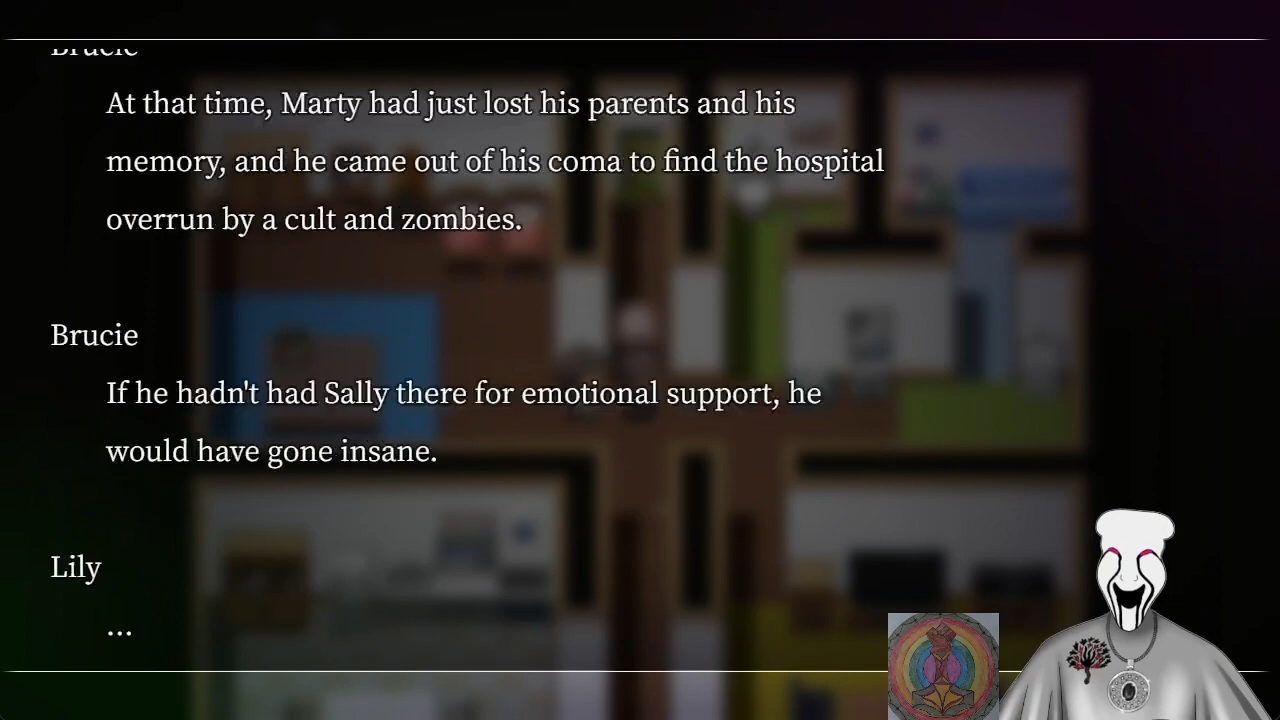 Brucie
At that time, Marty had just lost his parents and his
memory, and he came out of his coma to find the hospital
overrun by a cult and zombies.
Brucie
If he hadn't had Sally there for emotional support, he
would have gone insane.
Lily
...